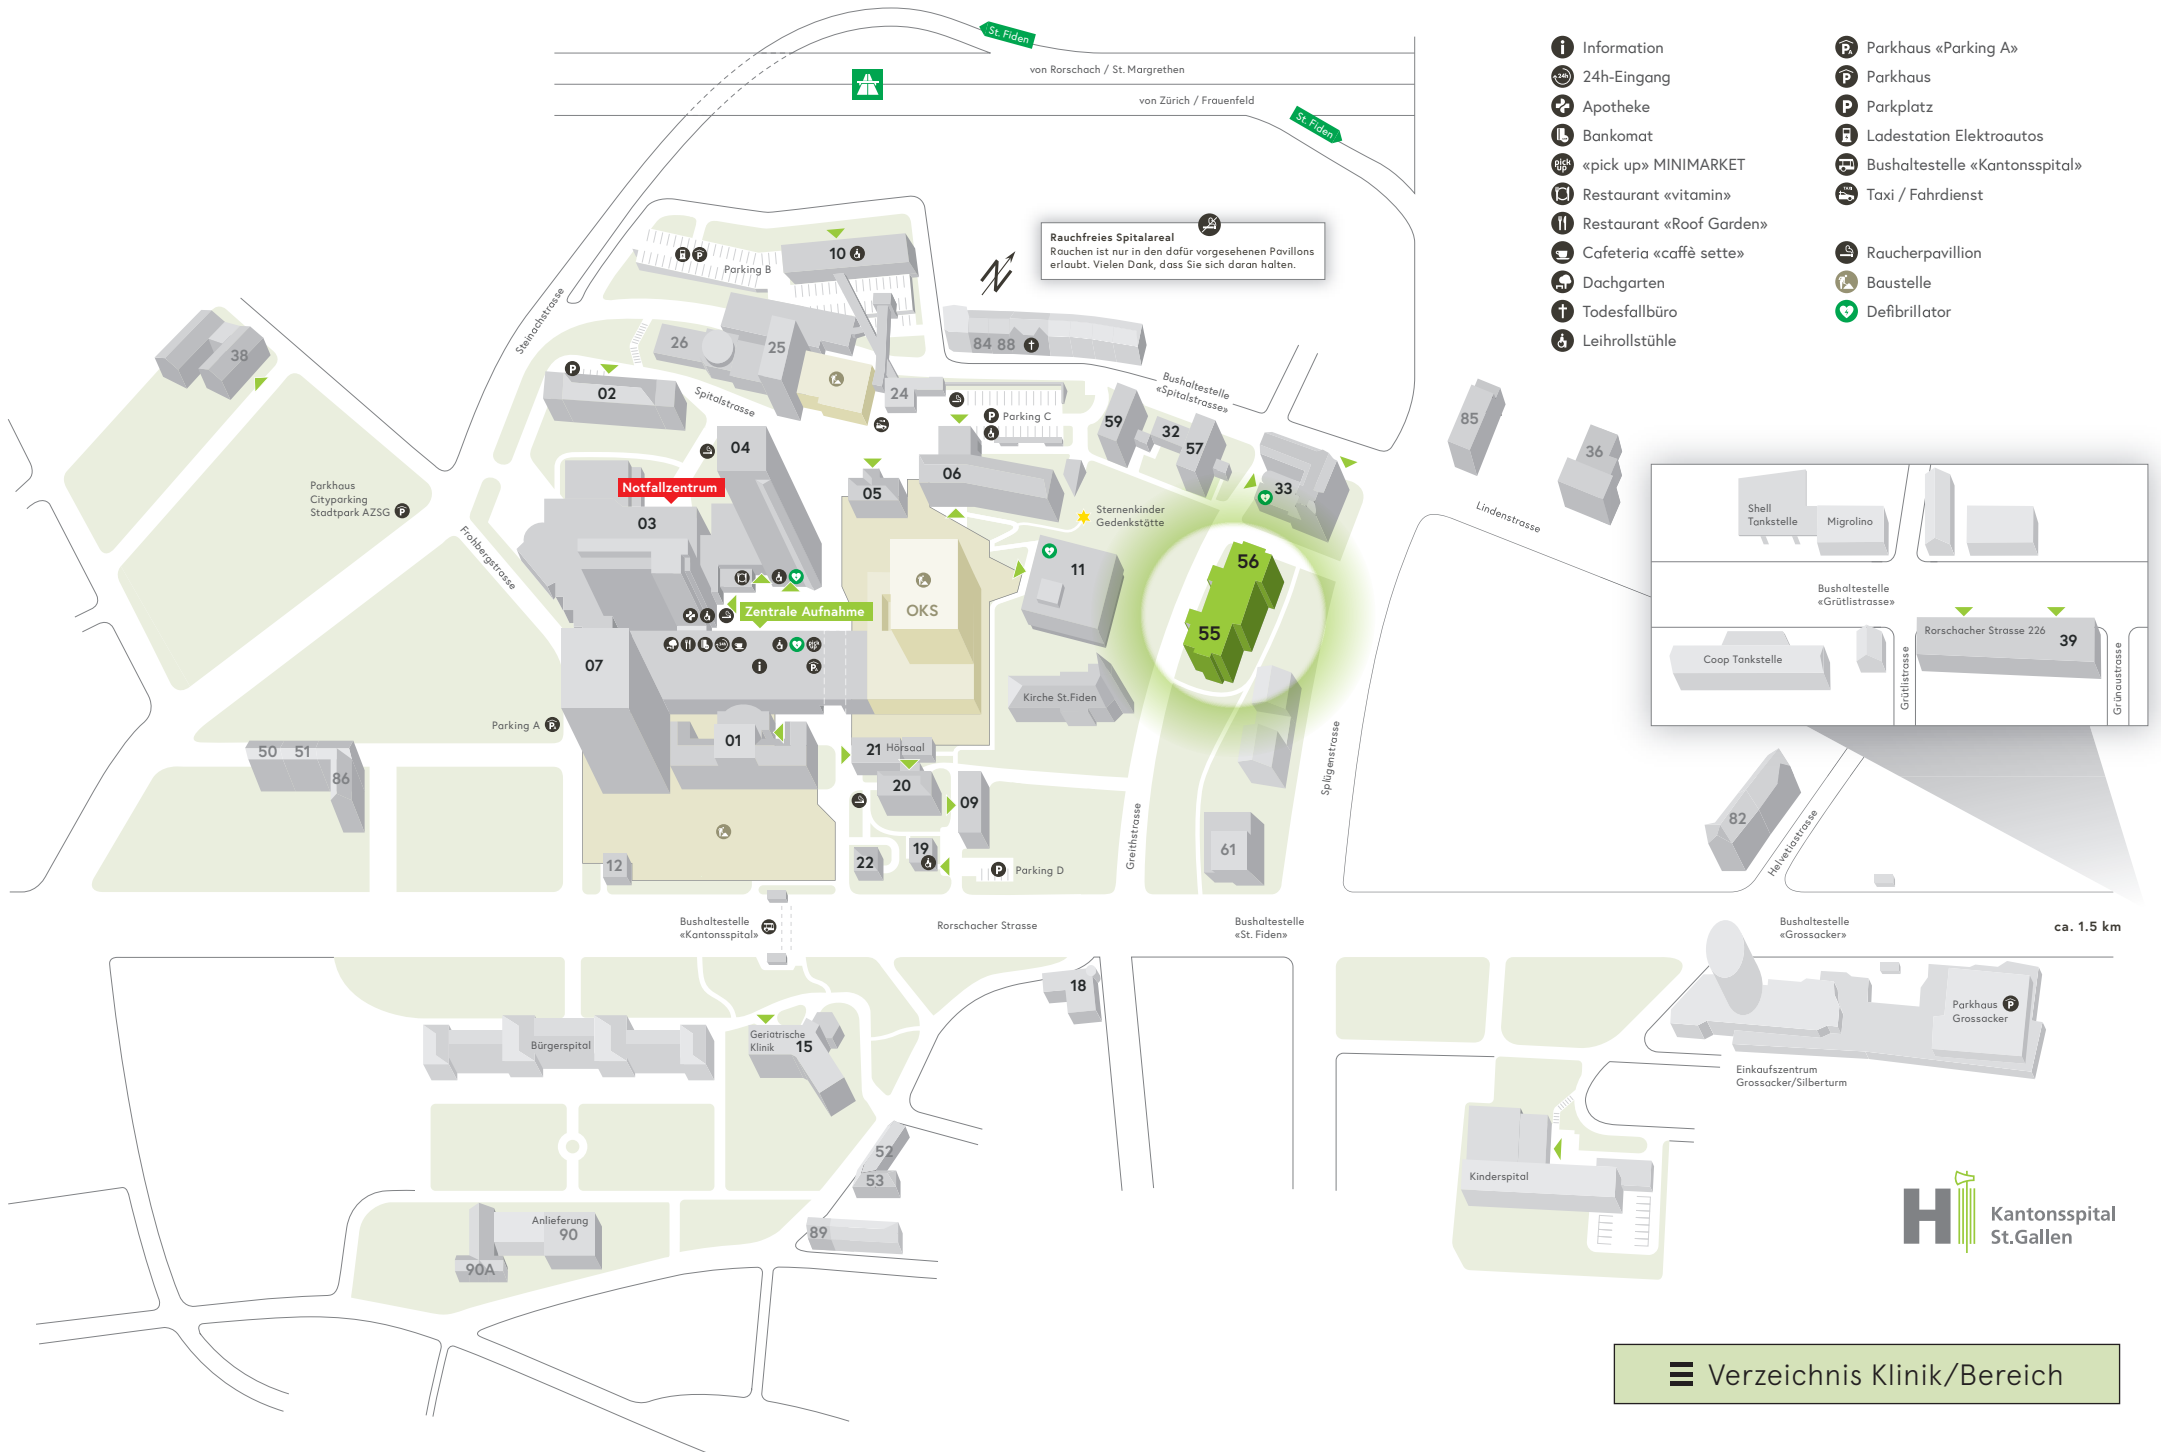 St. Fiden
von Rorschach / St. Margrethen
von Zürich / Frauenfeld
St. Fiden
Information
24h-Eingang
Apotheke
Bankomat
«pick up» MINIMARKET
Restaurant «vitamin»
Restaurant «Roof Garden»
Cafeteria «caffè sette»
Dachgarten
Todesfallbüro
Leihrollstühle
Parkhaus «Parking A»
Parkhaus
Parkplatz
Ladestation Elektroautos
Bushaltestelle «Kantonsspital»
Taxi / Fahrdienst
Raucherpavillion
Baustelle
Defibrillator
Rauchfreies Spitalareal
Rauchen ist nur in den dafür vorgesehenen Pavillons
erlaubt. Vielen Dank, dass Sie sich daran halten.
N
10
Parking B
Steinachstrasse
38
26
25
84 88
02
Spitalstrasse
24
Bushaltestelle
«Spitalstrasse»
Parking C
59
32
57
85
36
04
06
05
33
Notfallzentrum
03
Parkhaus
Cityparking
Stadtpark AZSG
Frohbergstrasse
Sternenkinder
Gedenkstätte
Lindenstrasse
Shell
Tankstelle
Migrolino
11
56
55
OKS
Zentrale Aufnahme
07
Bushaltestelle
«Grütlistrasse»
Rorschacher Strasse 226
39
Coop Tankstelle
Grütlistrasse
Grünaustrasse
Kirche St.Fiden
Parking A
01
21 Hörsaal
20
09
50
51
86
Splügenstrasse
Greithstrasse
82
Helvetiastrasse
61
12
22
19
Parking D
Bushaltestelle
«Kantonsspital»
Rorschacher Strasse
Bushaltestelle
«St. Fiden»
Bushaltestelle
«Grossacker»
ca. 1.5 km
18
Parkhaus
Grossacker
Bürgerspital
Geriatrische
Klinik
15
Einkaufszentrum
Grossacker/Silberturm
52
53
Kinderspital
89
Anlieferung
90
90A
Kantonsspital
St.Gallen
Verzeichnis Klinik/Bereich